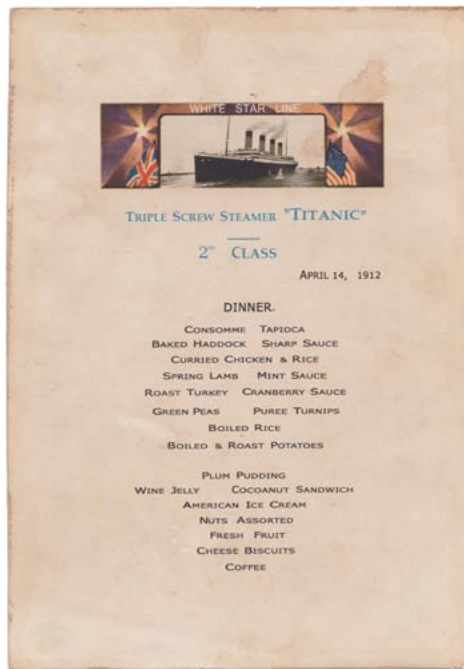 WHITE STAR LINE
TRIPLE SCREW STEAMER "TITANIC"
2ND CLASS
APRIL 14, 1912
DINNER.
CONSOMME TAPIOCA
BAKED HADDOCK SHARP SAUCE
CURRIED CHICKEN & RICE
SPRING LAMB MINT SAUCE
ROAST TURKEY CRANBERRY SAUCE
GREEN PEAS PUREE TURNIPS
BOILED RICE
BOILED & ROAST POTATOES
PLUM PUDDING
WINE JELLY COCOANUT SANDWICH
AMERICAN ICE CREAM
NUTS ASSORTED
FRESH FRUIT
CHEESE BISCUITS
COFFEE